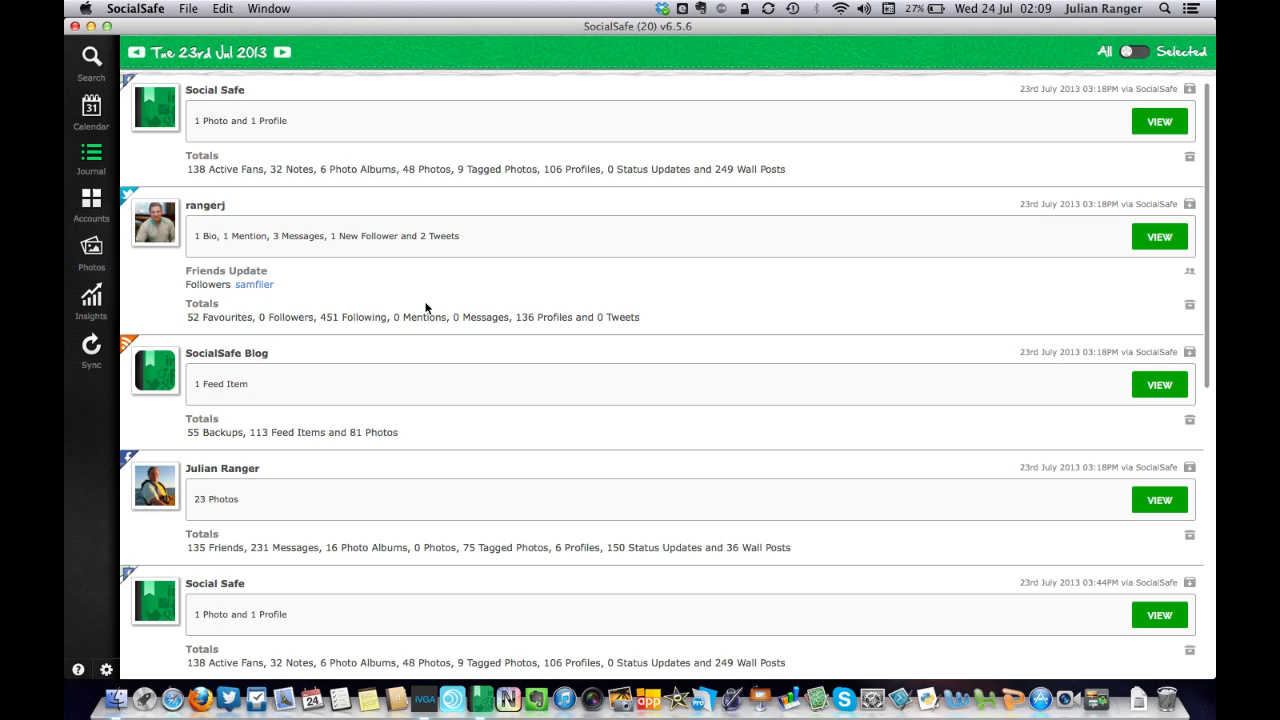 SocialSafe File Edit Window 27% Wed 24 Jul 02:09 Julian Ranger
SocialSafe (20) v6.5.6
Tue 23rd Jul 2013 All Selected
Search
31
Calendar
Journal
Accounts
Photos
Insights
Sync
Social Safe 23rd July 2013 03:18PM via SocialSafe
1 Photo and 1 Profile VIEW
Totals
138 Active Fans, 32 Notes, 6 Photo Albums, 48 Photos, 9 Tagged Photos, 106 Profiles, 0 Status Updates and 249 Wall Posts
rangerj 23rd July 2013 03:18PM via SocialSafe
1 Bio, 1 Mention, 3 Messages, 1 New Follower and 2 Tweets VIEW
Friends Update
Followers samfiler
Totals
52 Favourites, 0 Followers, 451 Following, 0 Mentions, 0 Messages, 136 Profiles and 0 Tweets
SocialSafe Blog 23rd July 2013 03:18PM via SocialSafe
1 Feed Item VIEW
Totals
55 Backups, 113 Feed Items and 81 Photos
Julian Ranger 23rd July 2013 03:18PM via SocialSafe
23 Photos VIEW
Totals
135 Friends, 231 Messages, 16 Photo Albums, 0 Photos, 75 Tagged Photos, 6 Profiles, 150 Status Updates and 36 Wall Posts
Social Safe 23rd July 2013 03:44PM via SocialSafe
1 Photo and 1 Profile VIEW
Totals
138 Active Fans, 32 Notes, 6 Photo Albums, 48 Photos, 9 Tagged Photos, 106 Profiles, 0 Status Updates and 249 Wall Posts
24 iVGA N app PRO S W P